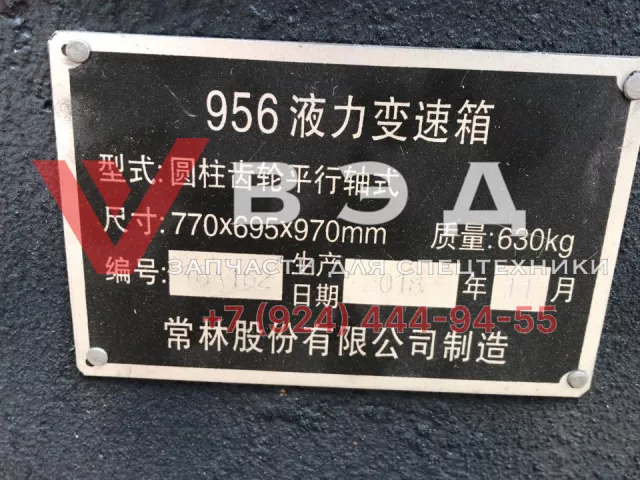 956液力变速箱
型式:圆柱齿轮平行轴式
ВЭД
尺寸:770x695x970mm 质量:630kg
ЗАПЧАСТИ ДЛЯ СПЕЦТЕХНИКИ
编号: 生产日期 2018 年 11 月
+7 (924) 444-94-55
常林股份有限公司制造